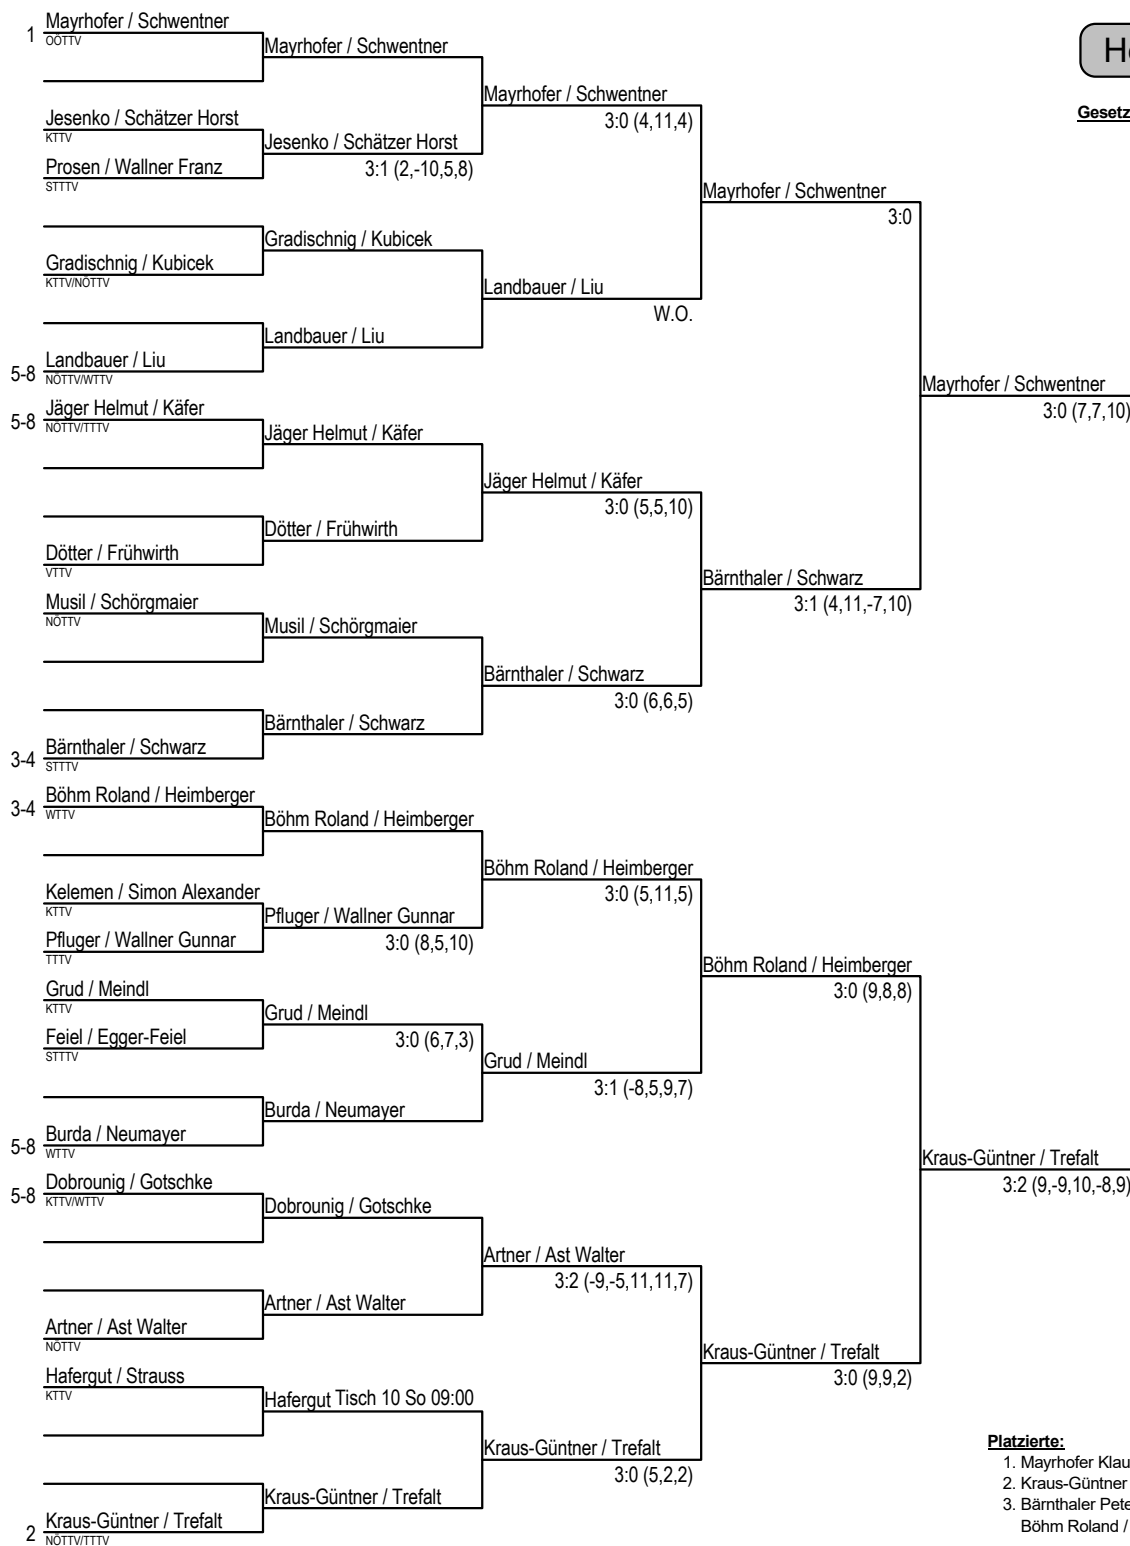 Mayrhofer / Schwentner
1
OÖTTV
Mayrhofer / Schwentner
Mayrhofer / Schwentner
3:0 (4,11,4)
Gesetz
Jesenko / Schätzer Horst
KTTV
Jesenko / Schätzer Horst
3:1 (2,-10,5,8)
Prosen / Wallner Franz
STTTV
Mayrhofer / Schwentner
3:0
Gradischnig / Kubicek
Gradischnig / Kubicek
KTTV/NÖTTV
Landbauer / Liu
W.O.
Landbauer / Liu
Landbauer / Liu
5-8
NÖTTV/WTTV
Mayrhofer / Schwentner
3:0 (7,7,10)
Jäger Helmut / Käfer
5-8
NÖTTV/TTTV
Jäger Helmut / Käfer
Jäger Helmut / Käfer
3:0 (5,5,10)
Dötter / Frühwirth
Dötter / Frühwirth
VTTV
Bärnthaler / Schwarz
3:1 (4,11,-7,10)
Musil / Schörgmaier
NÖTTV
Musil / Schörgmaier
Bärnthaler / Schwarz
3:0 (6,6,5)
Bärnthaler / Schwarz
Bärnthaler / Schwarz
3-4
STTTV
Böhm Roland / Heimberger
3-4
WTTV
Böhm Roland / Heimberger
Böhm Roland / Heimberger
3:0 (5,11,5)
Kelemen / Simon Alexander
KTTV
Pfluger / Wallner Gunnar
3:0 (8,5,10)
Pfluger / Wallner Gunnar
TTTV
Böhm Roland / Heimberger
3:0 (9,8,8)
Grud / Meindl
KTTV
Grud / Meindl
3:0 (6,7,3)
Feiel / Egger-Feiel
STTTV
Grud / Meindl
3:1 (-8,5,9,7)
Burda / Neumayer
Burda / Neumayer
5-8
WTTV
Kraus-Güntner / Trefalt
3:2 (9,-9,10,-8,9)
Dobrounig / Gotschke
5-8
KTTV/WTTV
Dobrounig / Gotschke
Artner / Ast Walter
3:2 (-9,-5,11,11,7)
Artner / Ast Walter
Artner / Ast Walter
NÖTTV
Kraus-Güntner / Trefalt
3:0 (9,9,2)
Hafergut / Strauss
KTTV
Hafergut Tisch 10 So 09:00
Kraus-Güntner / Trefalt
3:0 (5,2,2)
Kraus-Güntner / Trefalt
Kraus-Güntner / Trefalt
2
NÖTTV/TTTV
Platzierte:
1. Mayrhofer Klau
2. Kraus-Güntner
3. Bärnthaler Pete
Böhm Roland /